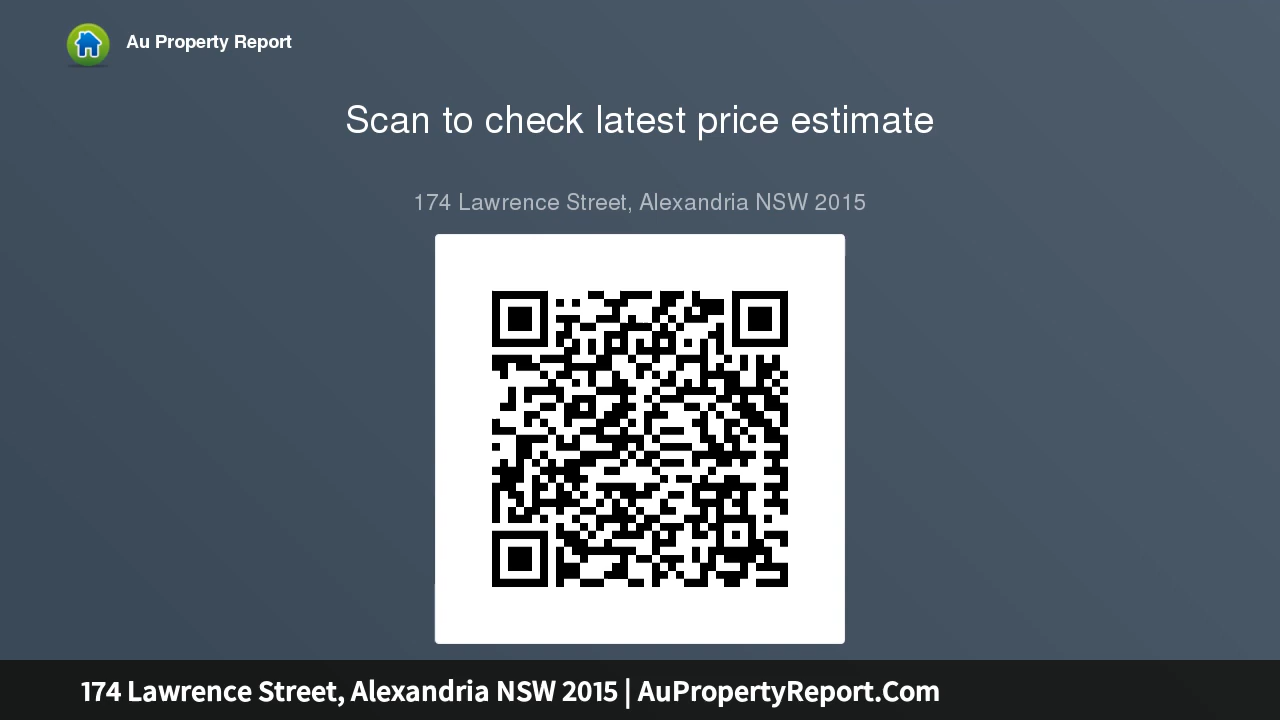 Au Property Report
Scan to check latest price estimate
174 Lawrence Street, Alexandria NSW 2015
174 Lawrence Street, Alexandria NSW 2015 | AuPropertyReport.Com